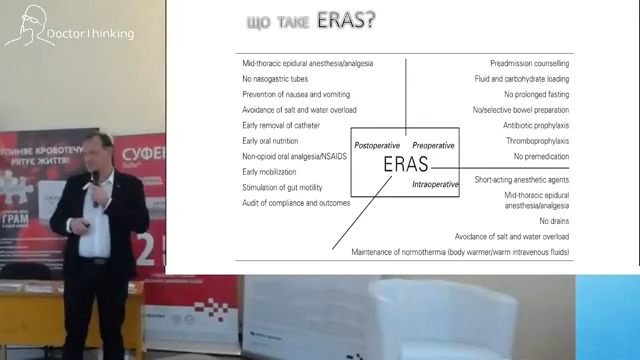 DoctorThinking
ЩО ТАКЕ ERAS?
Mid-thoracic epidural anesthesia/analgesia
No nasogastric tubes
Prevention of nausea and vomiting
Avoidance of salt and water overload
Early removal of catheter
Early oral nutrition
Non-opioid oral analgesia/NSAIDS
Early mobilization
Stimulation of gut motility
Audit of compliance and outcomes
Postoperative
Preoperative
ERAS
Intraoperative
Preadmission counselling
Fluid and carbohydrate loading
No prolonged fasting
No/selective bowel preparation
Antibiotic prophylaxis
Thromboprophylaxis
No premedication
Short-acting anesthetic agents
Mid-thoracic epidural
anesthesia/analgesia
No drains
Avoidance of salt and water overload
Maintenance of normothermia (body warmer/warm intravenous fluids)
КРОВОТЕЧУ
РЯТУЄ ЖИТТЯ!
ГРАМ
СУФЕ
2